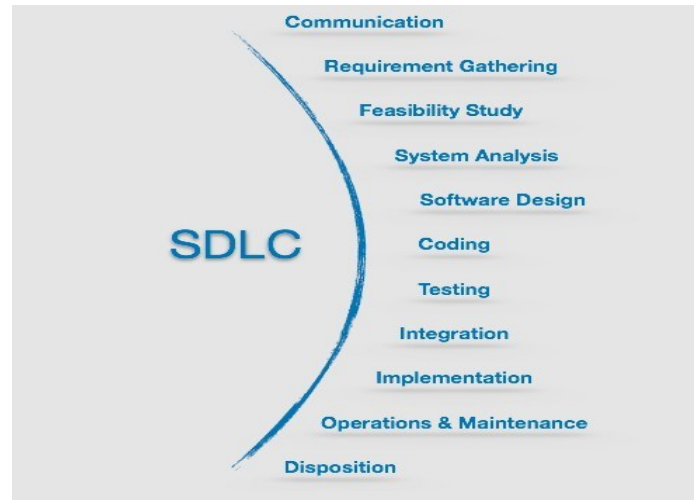 Communication
Requirement Gathering
Feasibility Study
System Analysis
Software Design
SDLC
Coding
Testing
Integration
Implementation
Operations & Maintenance
Disposition